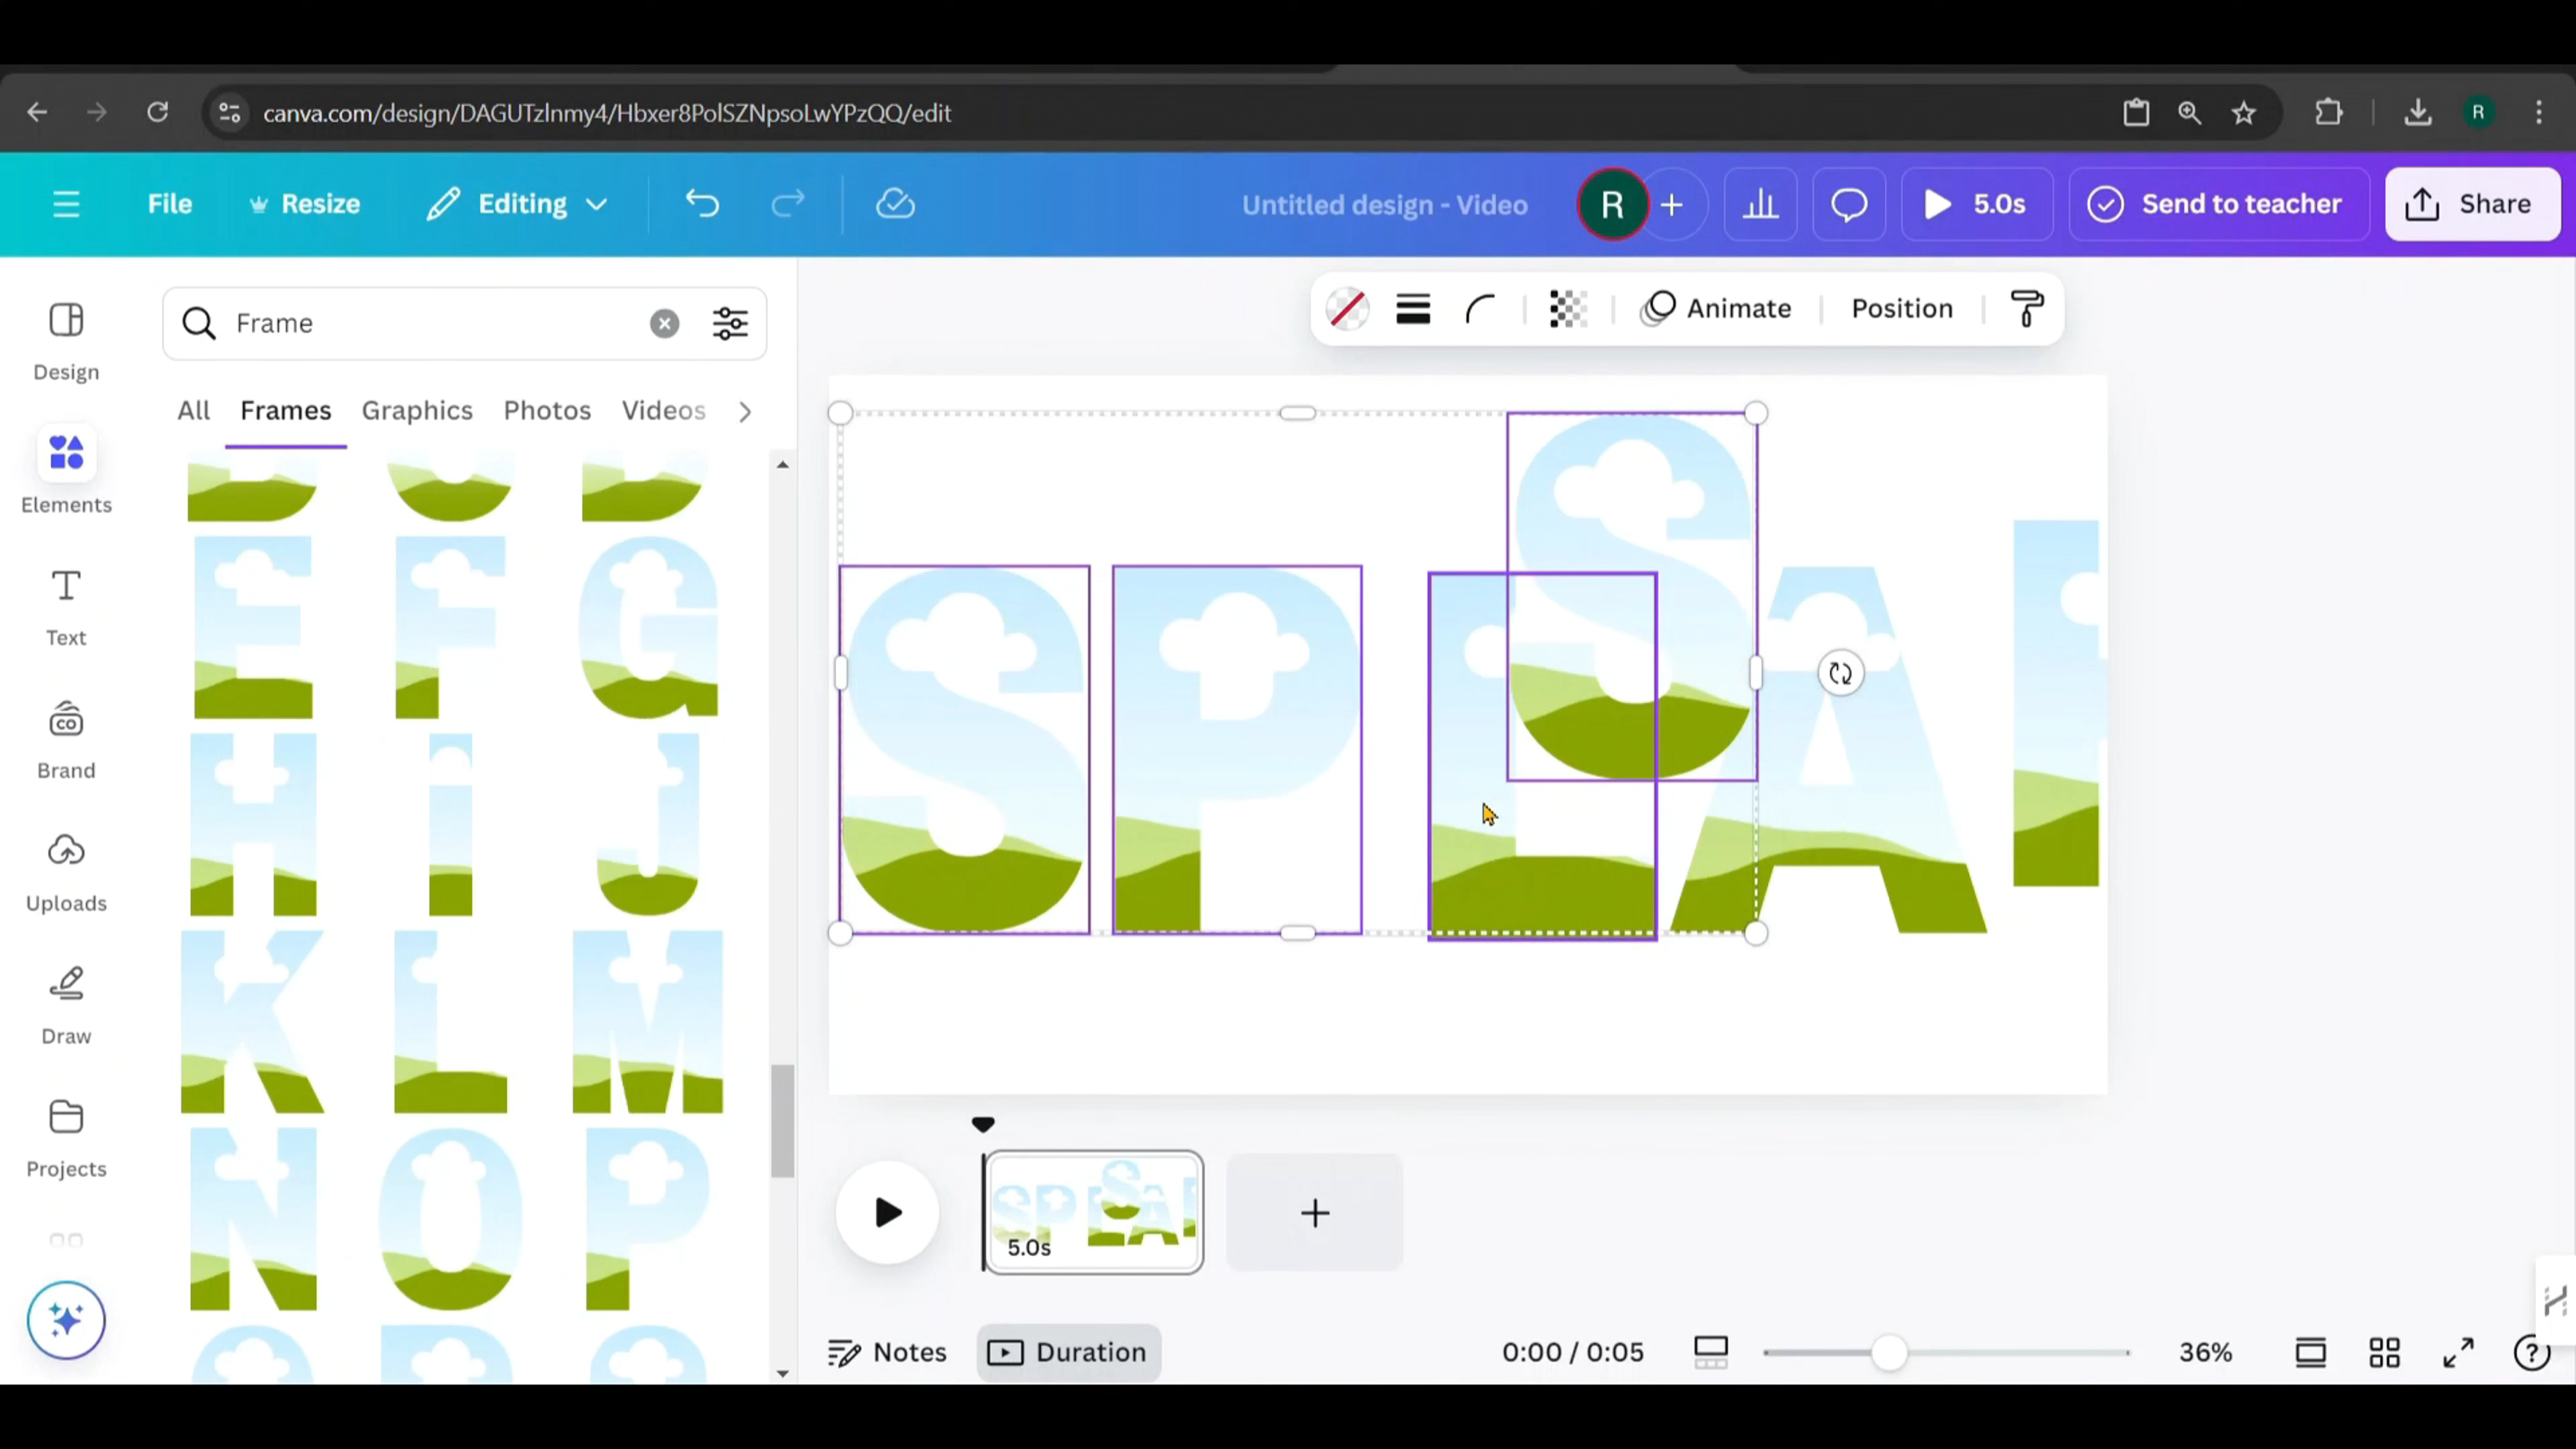 canva.com/design/DAGUTzlnmy4/Hbxer8PolSZNpsoLwYPzQQ/edit
R
File
Resize
Editing
Untitled design - Video
R
5.0s
Send to teacher
Share
Design
Elements
Text
Brand
Uploads
Draw
Projects
Frame
All Frames Graphics Photos Videos
E F G
H i J
K L M
N O P
Animate
Position
S P L S A
5.0s
Notes
Duration
0:00 / 0:05
36%